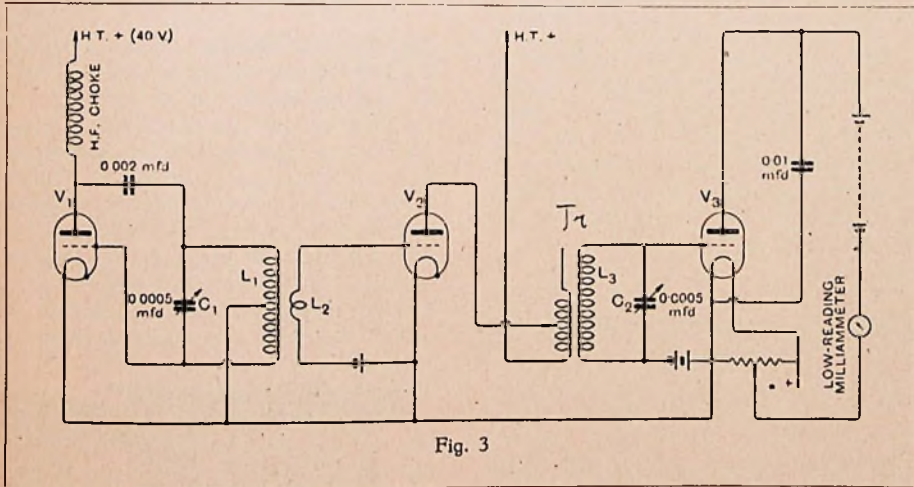 H.T. + (40 V)
H.F. CHOKE
0·002 mfd
V1
0·0005
mfd
C1
L1
L2
V2
H.T. +
Tr
L3
C2
0·0005
mfd
V3
0·01
mfd
LOW-READING
MILLIAMMETER
+
+
Fig. 3